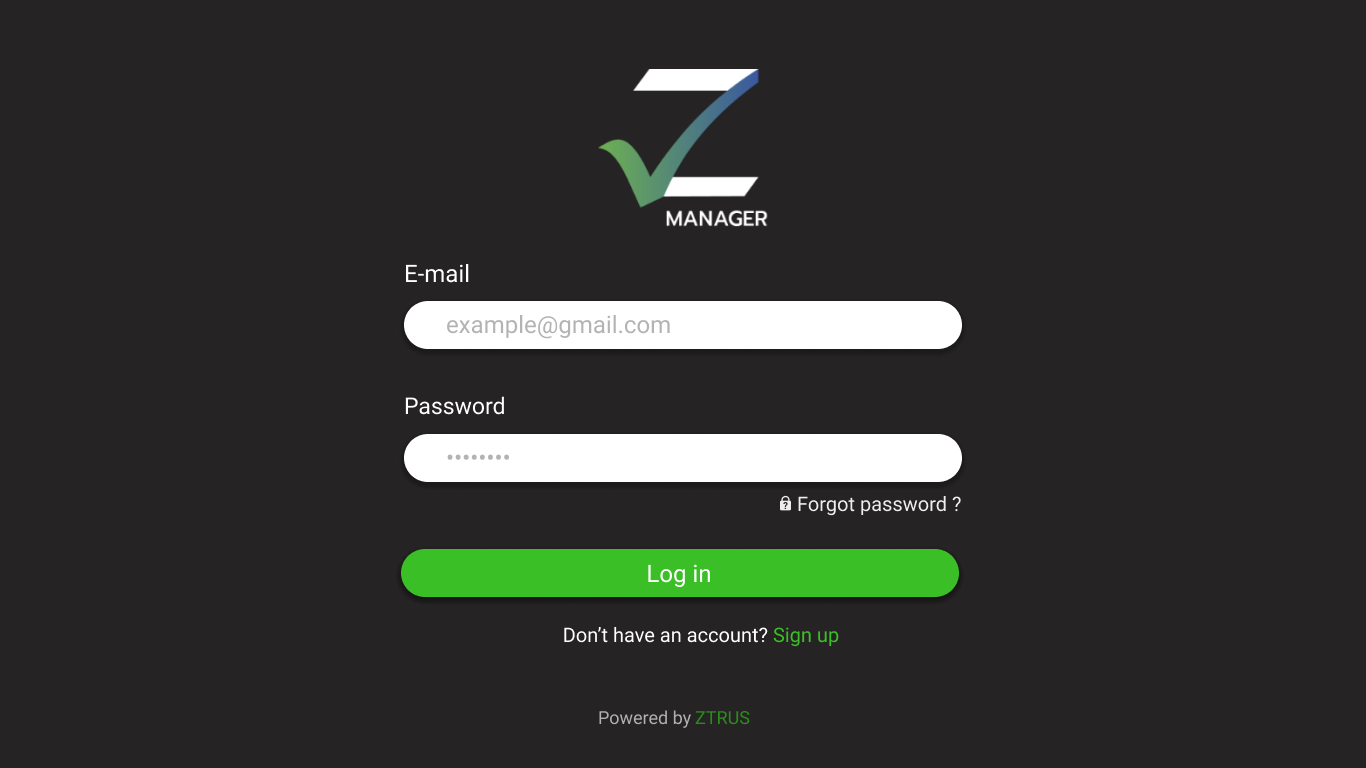 MANAGER
E-mail
example@gmail.com
Password
••••••••
Forgot password ?
Log in
Don’t have an account? Sign up
Powered by ZTRUS